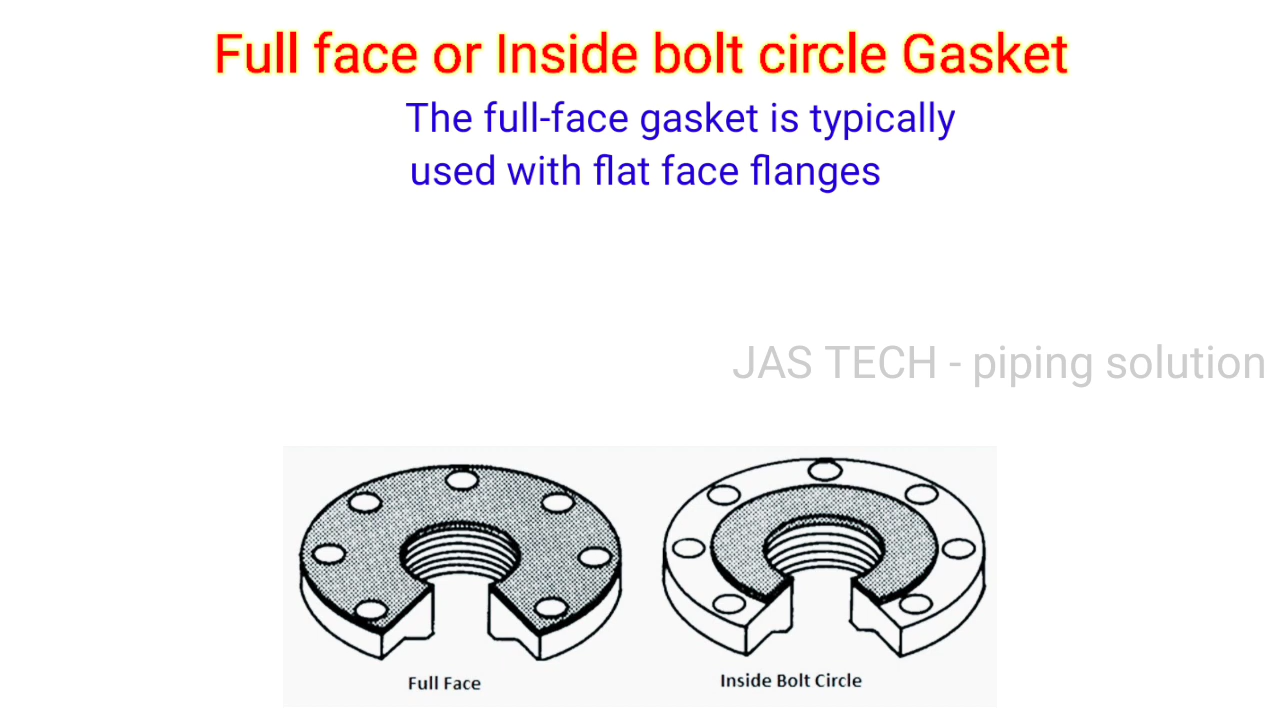 Full face or Inside bolt circle Gasket
The full-face gasket is typically
used with flat face flanges
JAS TECH - piping solution
Full Face
Inside Bolt Circle